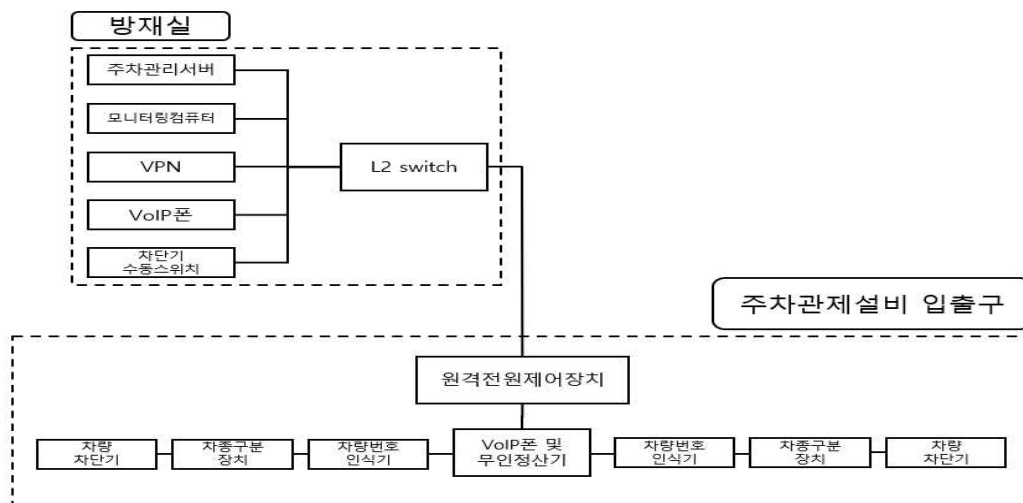 방재실
주차관리서버
모니터링컴퓨터
VPN
L2 switch
VoIP폰
차단기
수동스위치
주차관제설비 입출구
원격전원제어장치
차량
차단기
차종구분
장치
차량번호
인식기
VoIP폰 및
무인정산기
차량번호
인식기
차종구분
장치
차량
차단기